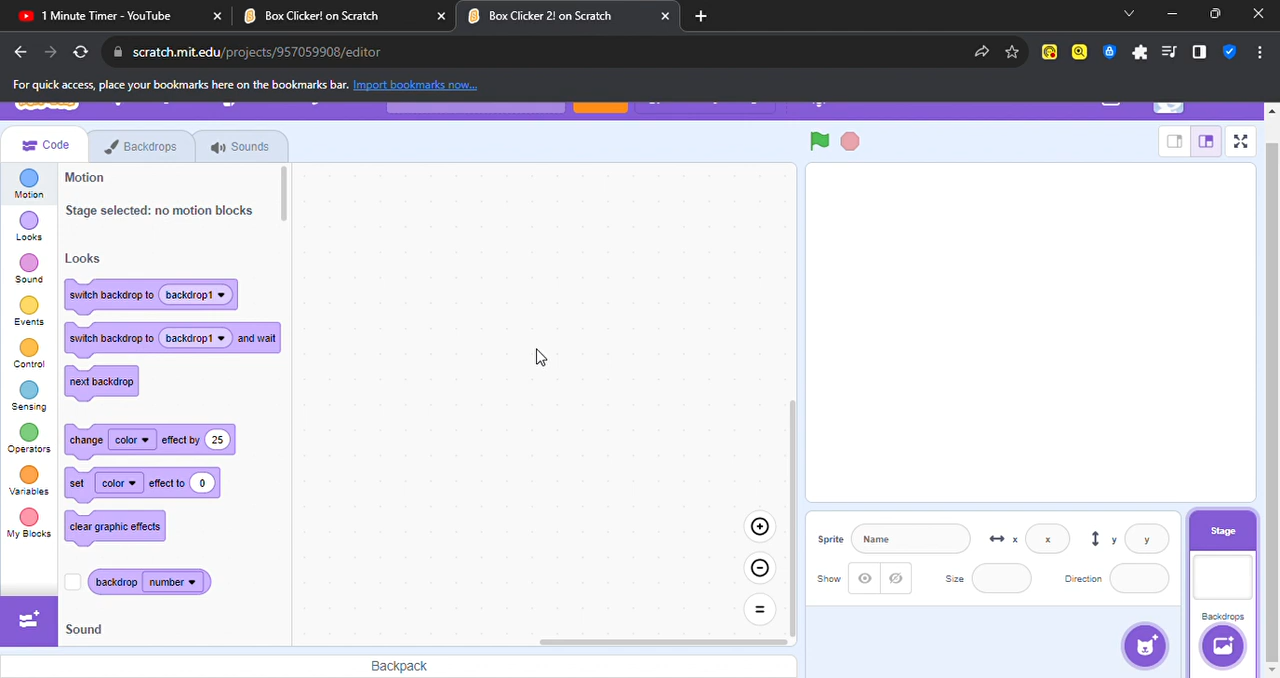 1 Minute Timer - YouTube
Box Clicker! on Scratch
Box Clicker 2! on Scratch
scratch.mit.edu/projects/957059908/editor
For quick access, place your bookmarks here on the bookmarks bar. Import bookmarks now...
Code
Backdrops
Sounds
Motion
Looks
Sound
Events
Control
Sensing
Operators
Variables
My Blocks
Motion
Stage selected: no motion blocks
Looks
switch backdrop to backdrop1
switch backdrop to backdrop1 and wait
next backdrop
change color effect by 25
set color effect to 0
clear graphic effects
backdrop number
Sound
=
Backpack
Sprite Name x x y y
Show Size Direction
Stage
Backdrops